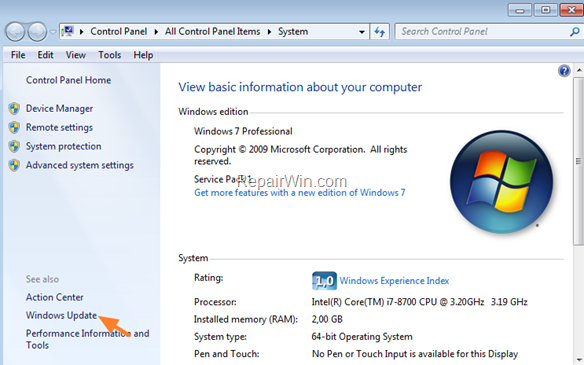 Control Panel ▸ All Control Panel Items ▸ System
Search Control Panel
File Edit View Tools Help
Control Panel Home
Device Manager
Remote settings
System protection
Advanced system settings
See also
Action Center
Windows Update
Performance Information and
Tools
View basic information about your computer
Windows edition
Windows 7 Professional
Copyright © 2009 Microsoft Corporation. All rights
reserved.
Service Pack 1
RepairWin.com
Get more features with a new edition of Windows 7
System
Rating: 1,0 Windows Experience Index
Processor: Intel(R) Core(TM) i7-8700 CPU @ 3.20GHz 3.19 GHz
Installed memory (RAM): 2,00 GB
System type: 64-bit Operating System
Pen and Touch: No Pen or Touch Input is available for this Display